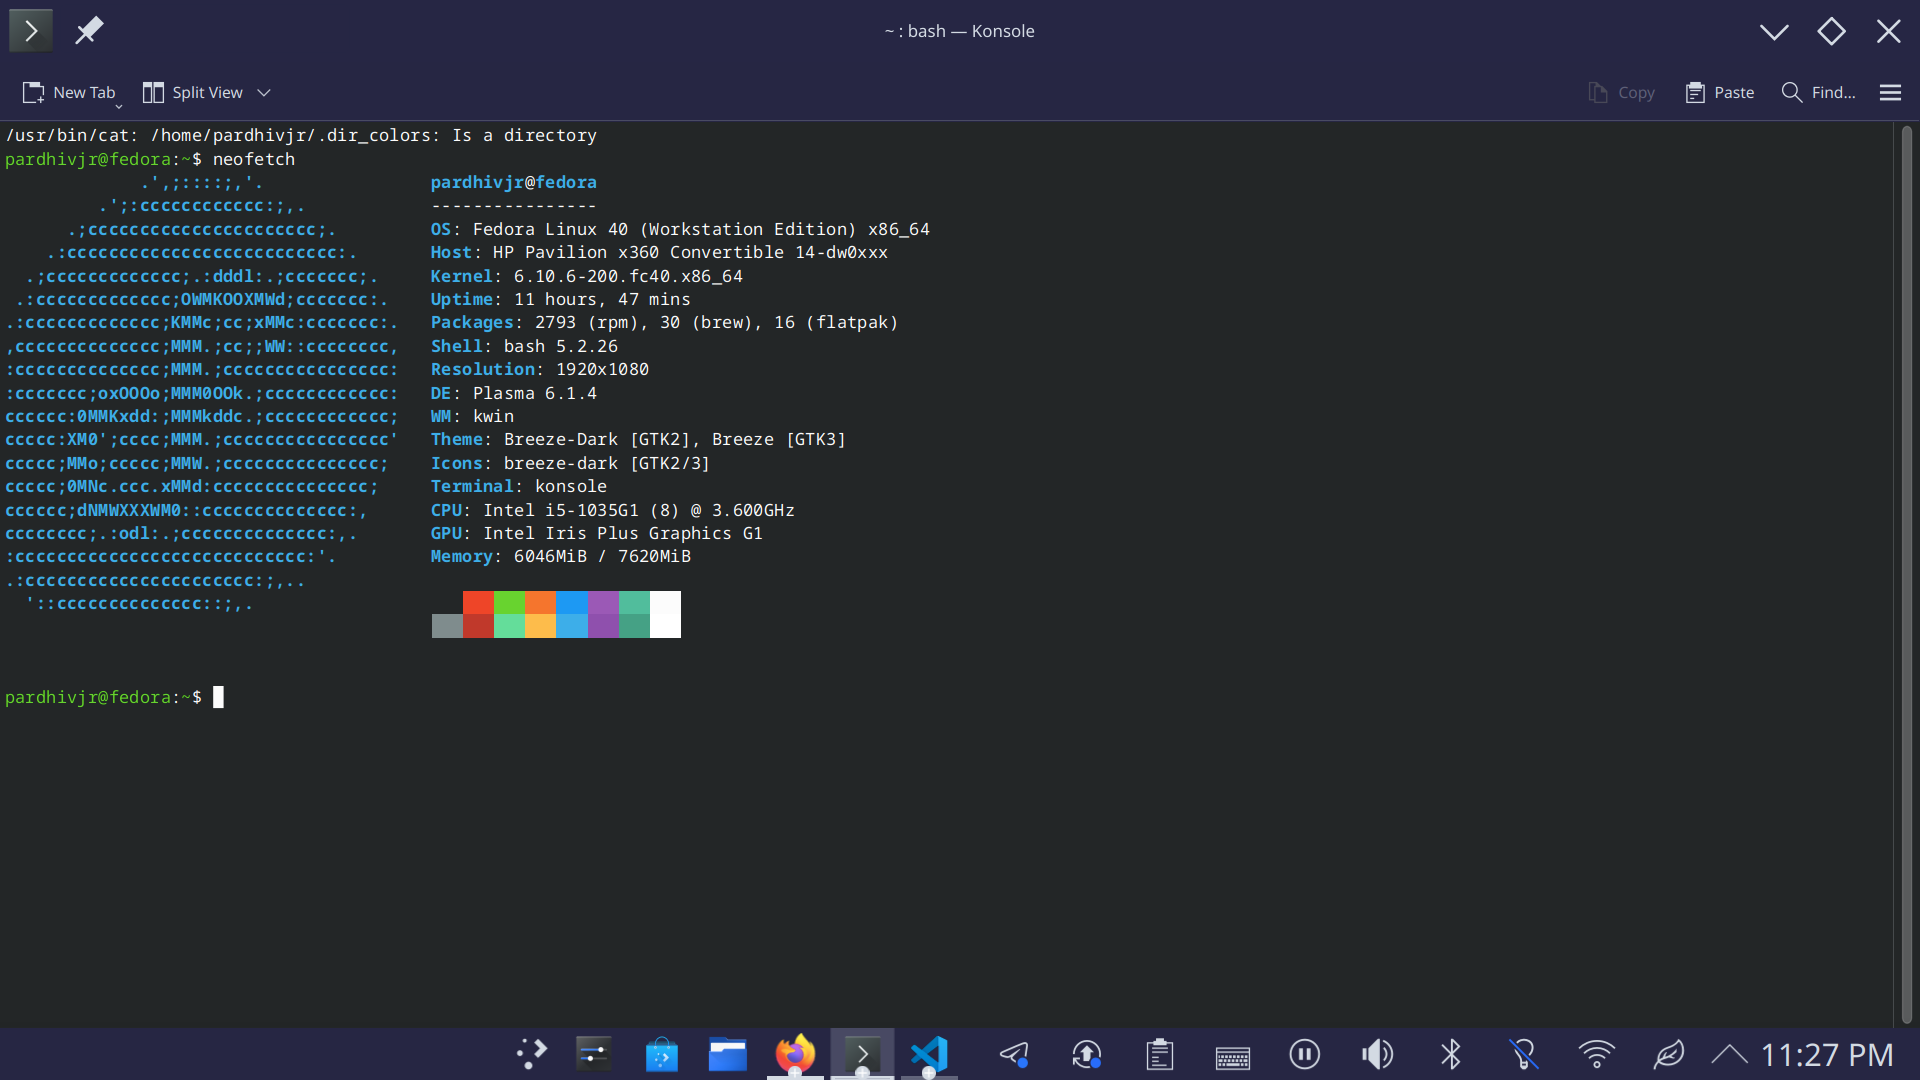 ~ : bash — Konsole
New Tab Split View Copy Paste Find...
/usr/bin/cat: /home/pardhivjr/.dir_colors: Is a directory
pardhivjr@fedora:~$ neofetch
             .',;::::;,'.                pardhivjr@fedora
         .';:cccccccccccc:;,.            ----------------
      .;cccccccccccccccccccccc;.         OS: Fedora Linux 40 (Workstation Edition) x86_64
    .:cccccccccccccccccccccccccc:.       Host: HP Pavilion x360 Convertible 14-dw0xxx
  .;ccccccccccccc;.:dddl:.;ccccccc;.     Kernel: 6.10.6-200.fc40.x86_64
 .:ccccccccccccc;OWMKOOXMWd;ccccccc:.    Uptime: 11 hours, 47 mins
.:ccccccccccccc;KMMc;cc;xMMc:ccccccc:.   Packages: 2793 (rpm), 30 (brew), 16 (flatpak)
,cccccccccccccc;MMM.;cc;;WW::cccccccc,   Shell: bash 5.2.26
:cccccccccccccc;MMM.;cccccccccccccccc:   Resolution: 1920x1080
:ccccccc;oxOOOo;MMM0OOk.;cccccccccccc:   DE: Plasma 6.1.4
cccccc:0MMKxdd:;MMMkddc.;cccccccccccc;   WM: kwin
ccccc:XM0';cccc;MMM.;cccccccccccccccc'   Theme: Breeze-Dark [GTK2], Breeze [GTK3]
ccccc;MMo;ccccc;MMW.;ccccccccccccccc;    Icons: breeze-dark [GTK2/3]
ccccc;0MNc.ccc.xMMd:ccccccccccccccc;     Terminal: konsole
cccccc;dNMWXXXWM0::cccccccccccccc:,      CPU: Intel i5-1035G1 (8) @ 3.600GHz
cccccccc;.:odl:.;cccccccccccccc:,.       GPU: Intel Iris Plus Graphics G1
:cccccccccccccccccccccccccccc:'.         Memory: 6046MiB / 7620MiB
.:cccccccccccccccccccccc:;,..
  '::cccccccccccccc::;,.
pardhivjr@fedora:~$
11:27 PM